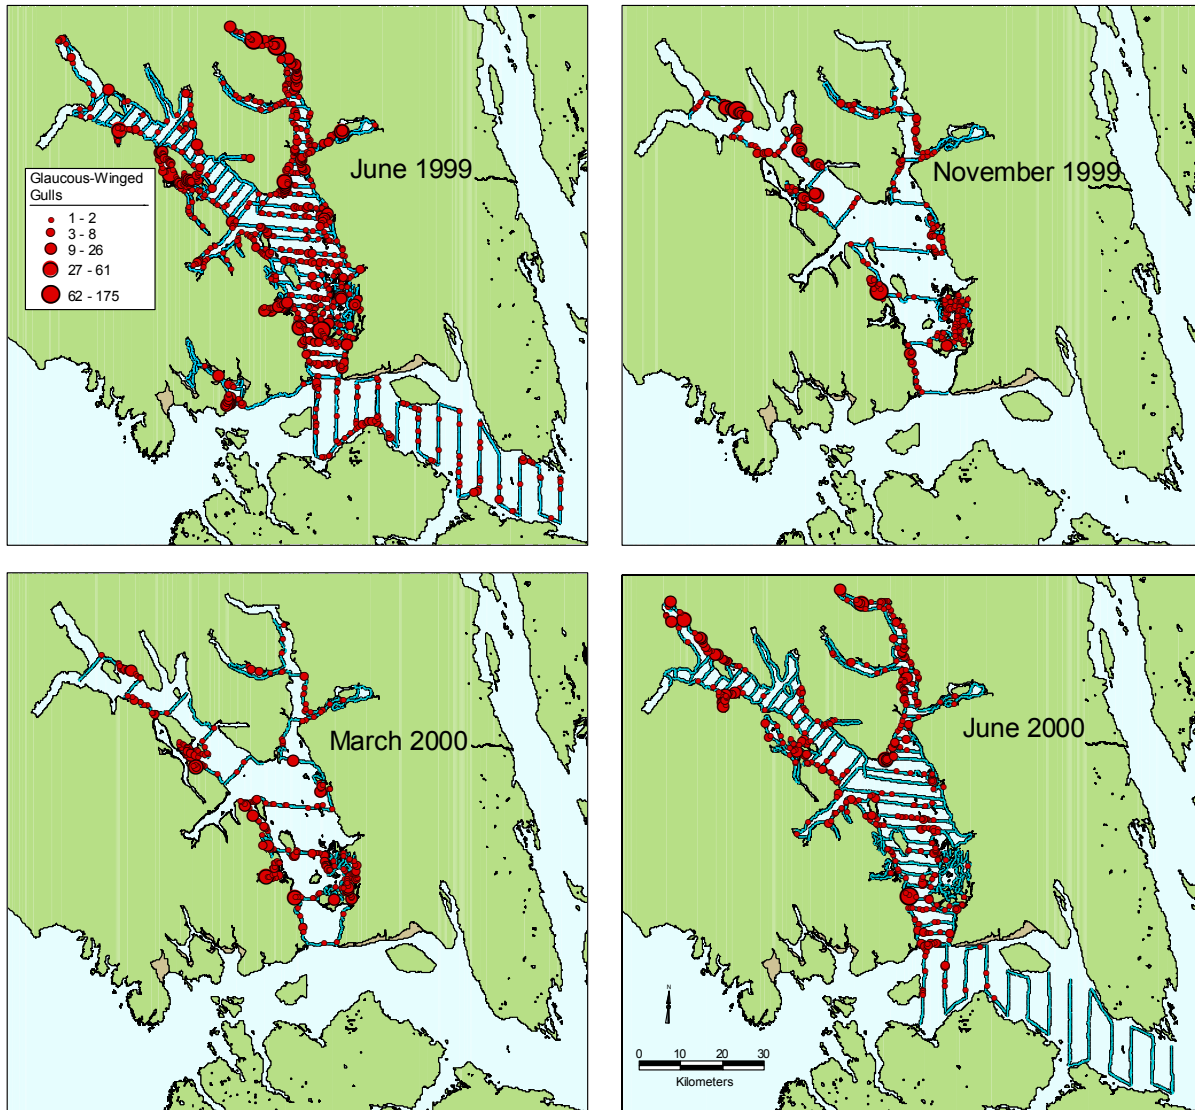 June 1999
Glaucous-Winged
Gulls
1 - 2
3 - 8
9 - 26
27 - 61
62 - 175
November 1999
March 2000
June 2000
N
0 10 20 30
Kilometers